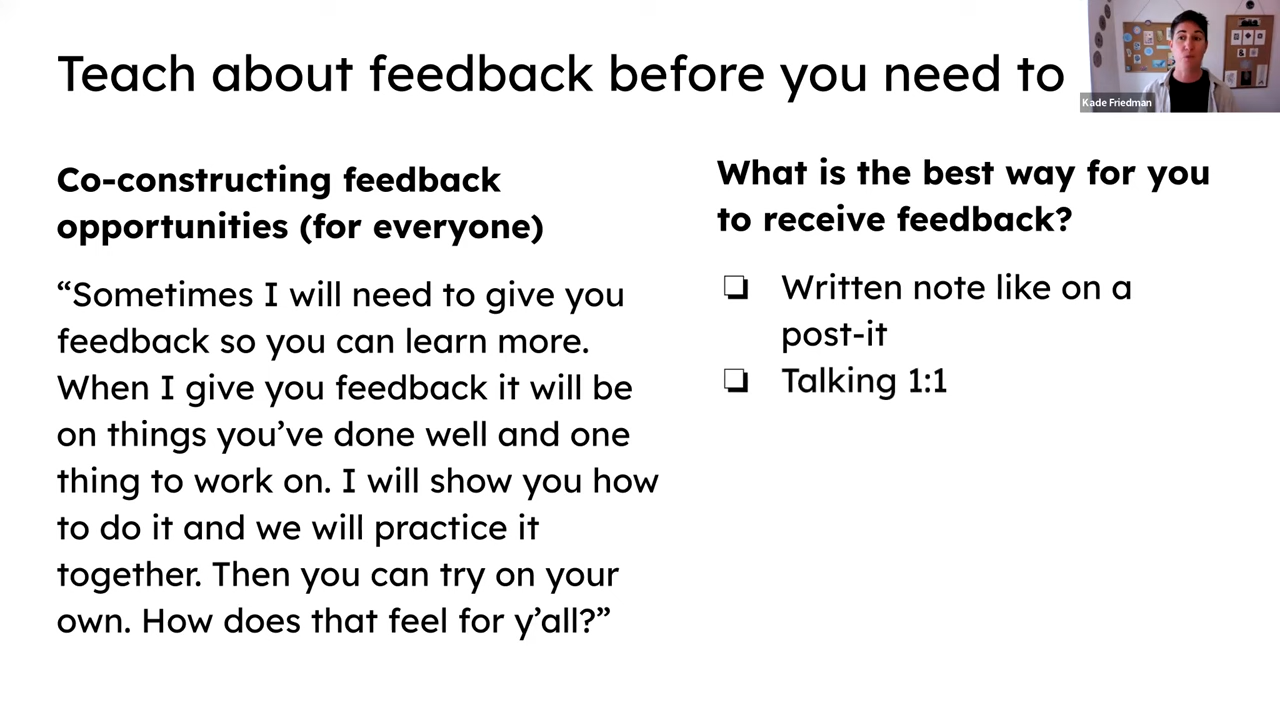 Teach about feedback before you need to
Kade Friedman
Co-constructing feedback
opportunities (for everyone)
“Sometimes I will need to give you
feedback so you can learn more.
When I give you feedback it will be
on things you’ve done well and one
thing to work on. I will show you how
to do it and we will practice it
together. Then you can try on your
own. How does that feel for y’all?”
What is the best way for you
to receive feedback?
❏ Written note like on a
post-it
❏ Talking 1:1